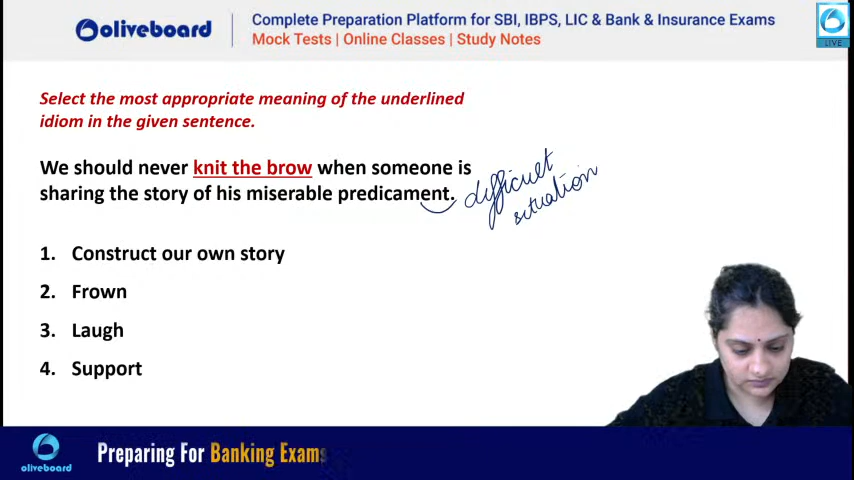 oliveboard
Complete Preparation Platform for SBI, IBPS, LIC & Bank & Insurance Exams
Mock Tests | Online Classes | Study Notes
LIVE
Select the most appropriate meaning of the underlined
idiom in the given sentence.
We should never knit the brow when someone is
sharing the story of his miserable predicament.
difficult
situation
1. Construct our own story
2. Frown
3. Laugh
4. Support
oliveboard
Preparing For Banking Exams